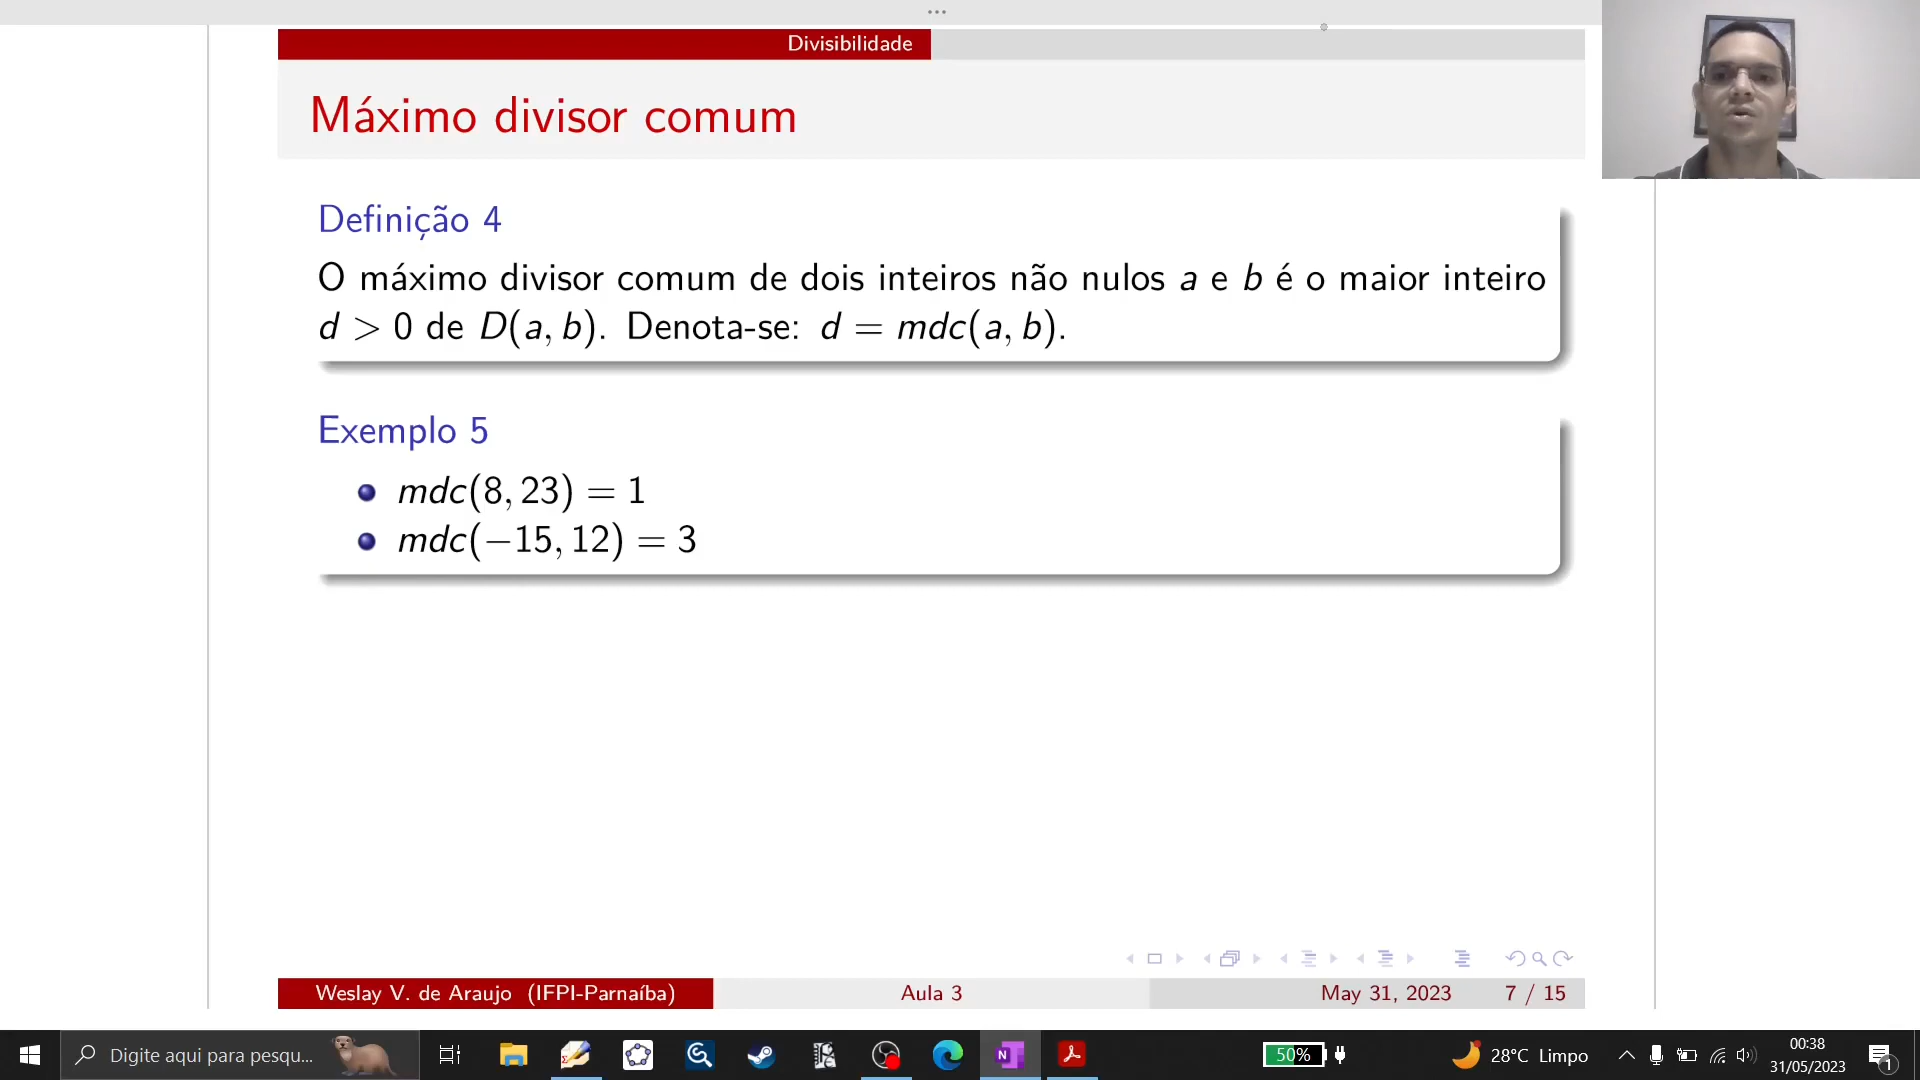 Divisibilidade
Máximo divisor comum
Definição 4
O máximo divisor comum de dois inteiros não nulos a e b é o maior inteiro
d > 0 de D(a, b). Denota-se: d = mdc(a, b).
Exemplo 5
mdc(8, 23) = 1
mdc(−15, 12) = 3
Weslay V. de Araujo (IFPI-Parnaíba) Aula 3 May 31, 2023 7 / 15
Digite aqui para pesqu... 50% 28°C Limpo 00:38
31/05/2023 1